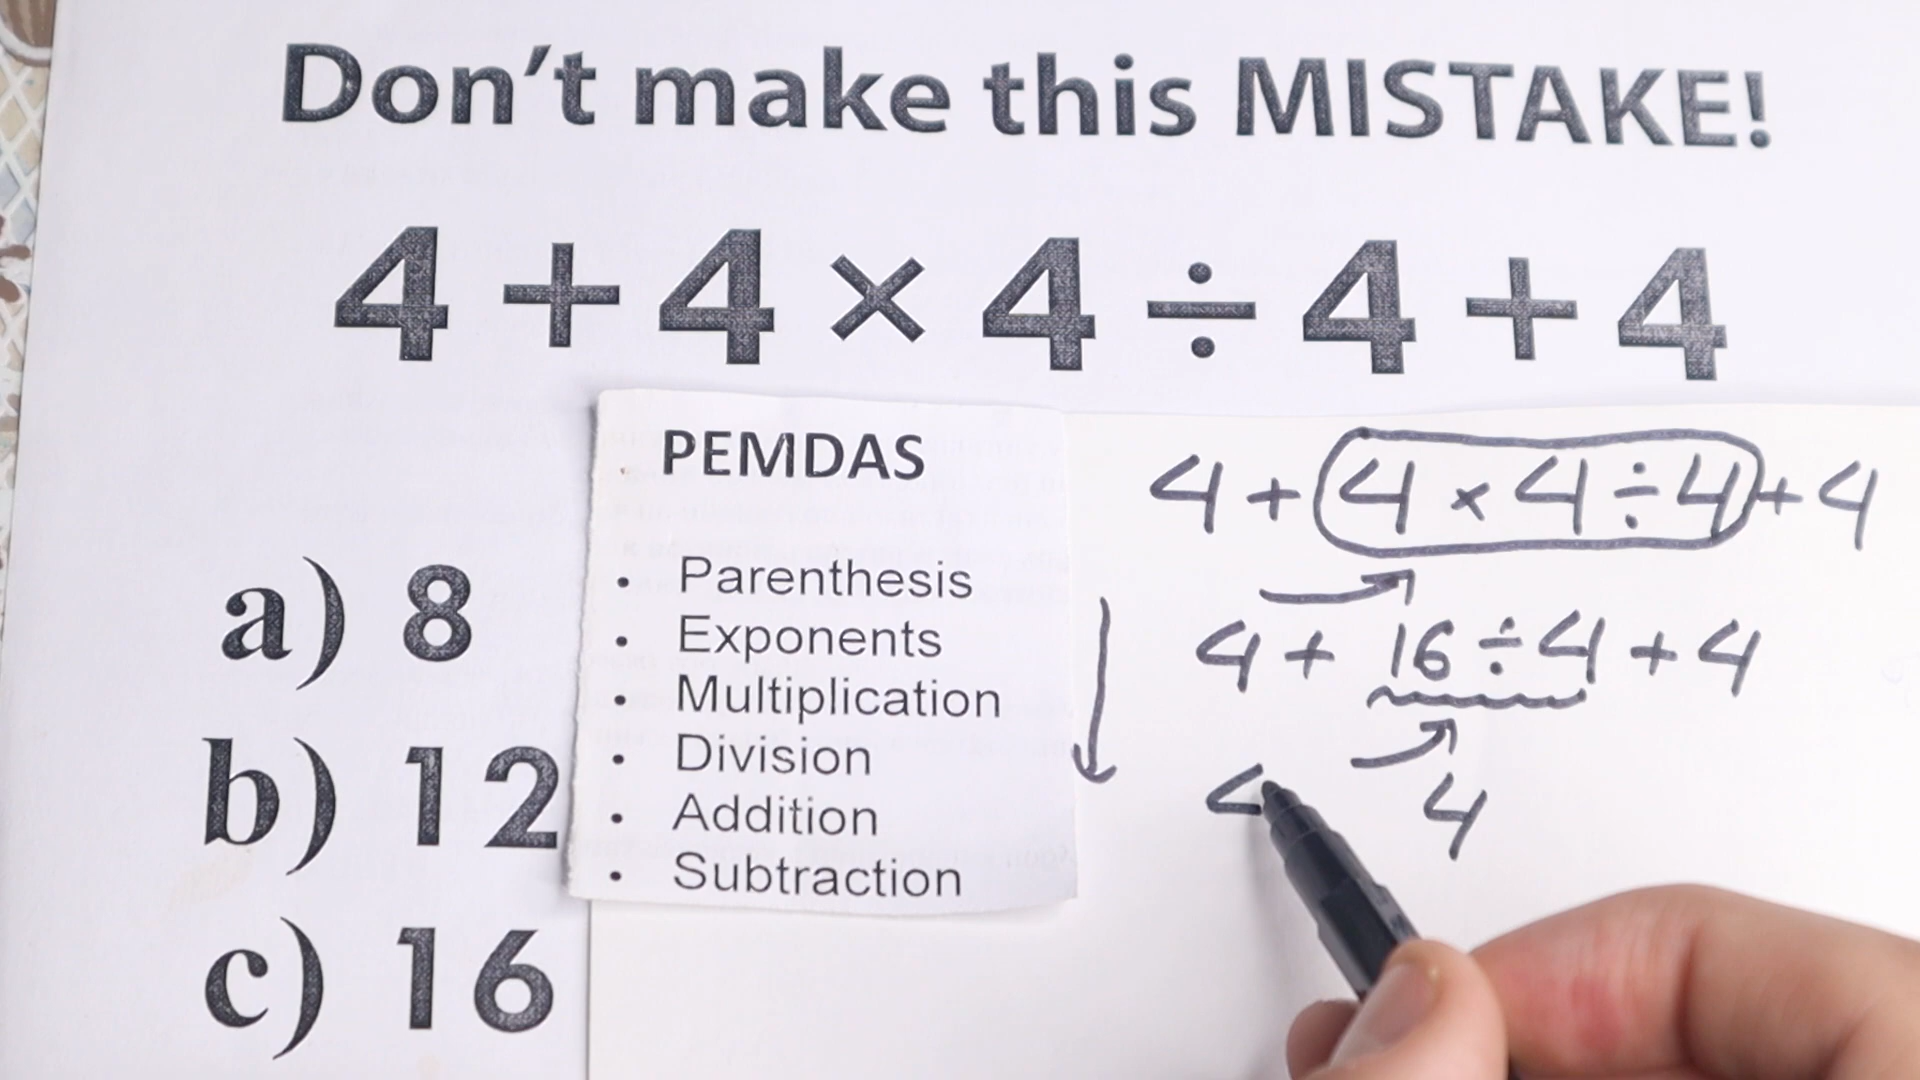 Don't make this MISTAKE!
4 + 4 × 4 ÷ 4 + 4
a) 8
b) 12
c) 16
PEMDAS
• Parenthesis
• Exponents
• Multiplication
• Division
• Addition
• Subtraction
4 + 4 × 4 ÷ 4 + 4
4 + 16 ÷ 4 + 4
4